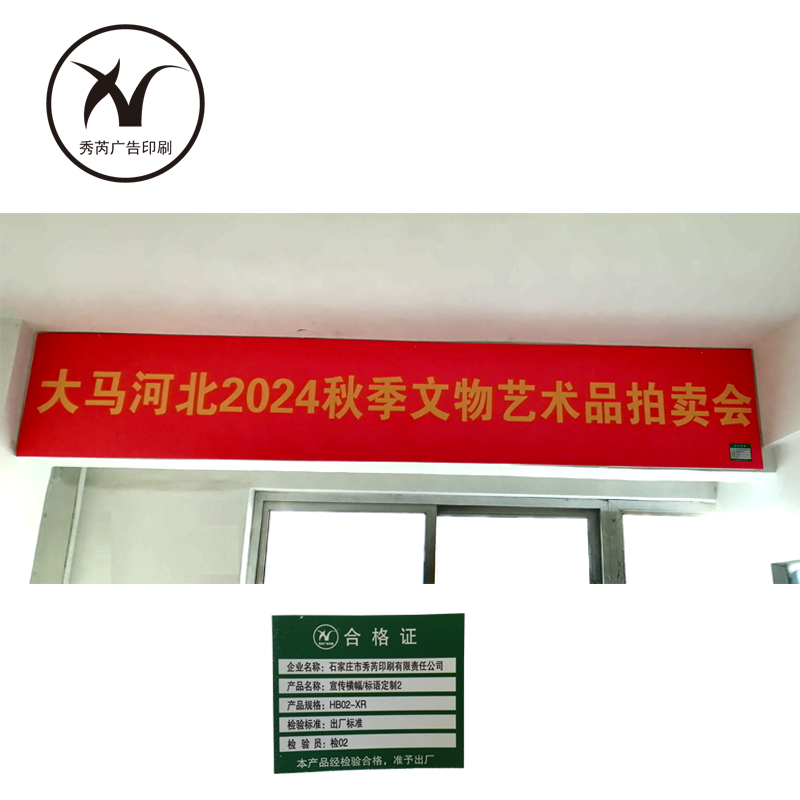 秀芮广告印刷
大马河北2024秋季文物艺术品拍卖会
合格证
企业名称：石家庄市秀芮印刷有限责任公司
产品名称：宣传横幅/标语定制2
产品规格：HB02-XR
检验标准：出厂标准
检 验 员：检02
本产品经检验合格，准予出厂